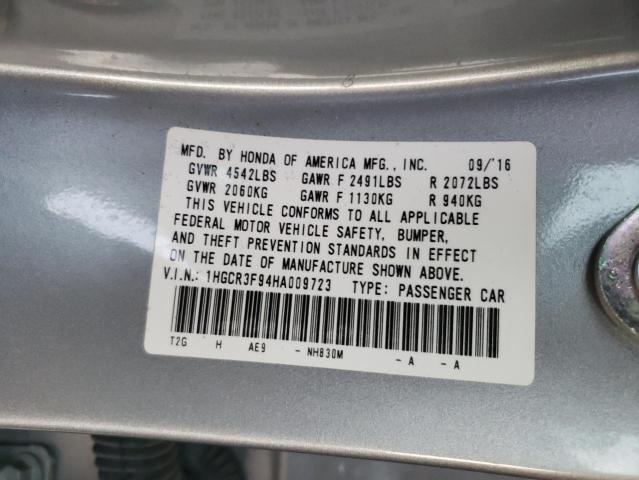 MFD. BY HONDA OF AMERICA MFG., INC. 09/16
GVWR 4542LBS GAWR F 2491LBS R 2072LBS
GVWR 2060KG GAWR F 1130KG R 940KG
THIS VEHICLE CONFORMS TO ALL APPLICABLE
FEDERAL MOTOR VEHICLE SAFETY, BUMPER,
AND THEFT PREVENTION STANDARDS IN EFFECT
ON THE DATE OF MANUFACTURE SHOWN ABOVE.
V.I.N.: 1HGCR3F94HA009723 TYPE: PASSENGER CAR
T2G H AE9 - NH830M - A - A